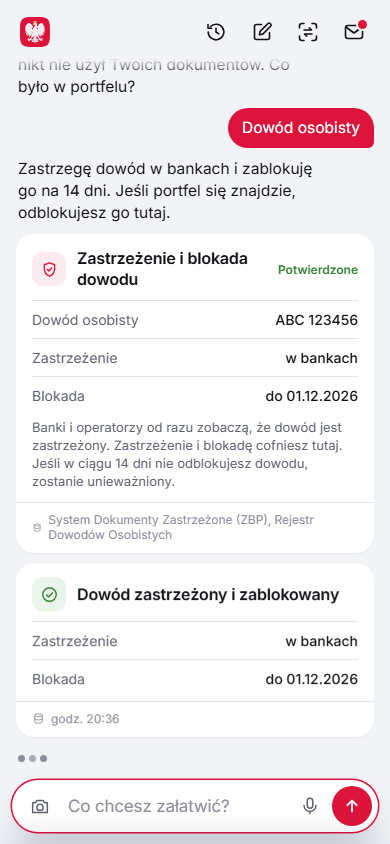 nikt nie użył Twoich dokumentów. Co
było w portfelu?
Dowód osobisty
Zastrzegę dowód w bankach i zablokuję
go na 14 dni. Jeśli portfel się znajdzie,
odblokujesz go tutaj.
Zastrzeżenie i blokada
dowodu
Potwierdzone
Dowód osobisty ABC 123456
Zastrzeżenie w bankach
Blokada do 01.12.2026
Banki i operatorzy od razu zobaczą, że dowód jest
zastrzeżony. Zastrzeżenie i blokadę cofniesz tutaj.
Jeśli w ciągu 14 dni nie odblokujesz dowodu,
zostanie unieważniony.
System Dokumenty Zastrzeżone (ZBP), Rejestr
Dowodów Osobistych
Dowód zastrzeżony i zablokowany
Zastrzeżenie w bankach
Blokada do 01.12.2026
godz. 20:36
Co chcesz załatwić?